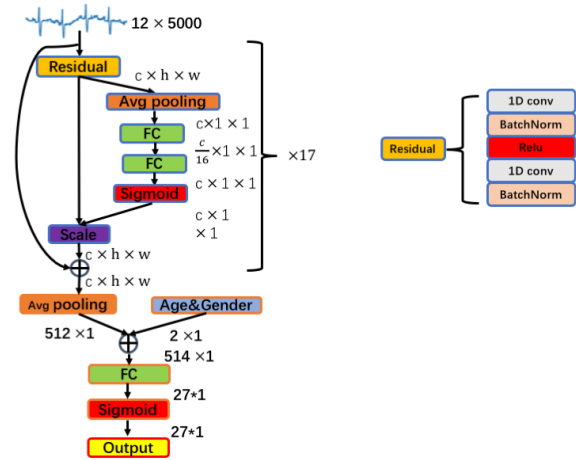 12 × 5000
Residual
c × h × w
Avg pooling
c×1 × 1
FC
c/16 ×1 × 1
FC
c × 1 × 1
Sigmoid
c × 1
× 1
Scale
c × h × w
c × h × w
×17
Avg pooling
Age&Gender
512 ×1
2 ×1
514 ×1
FC
27*1
Sigmoid
27*1
Output
Residual
1D conv
BatchNorm
Relu
1D conv
BatchNorm